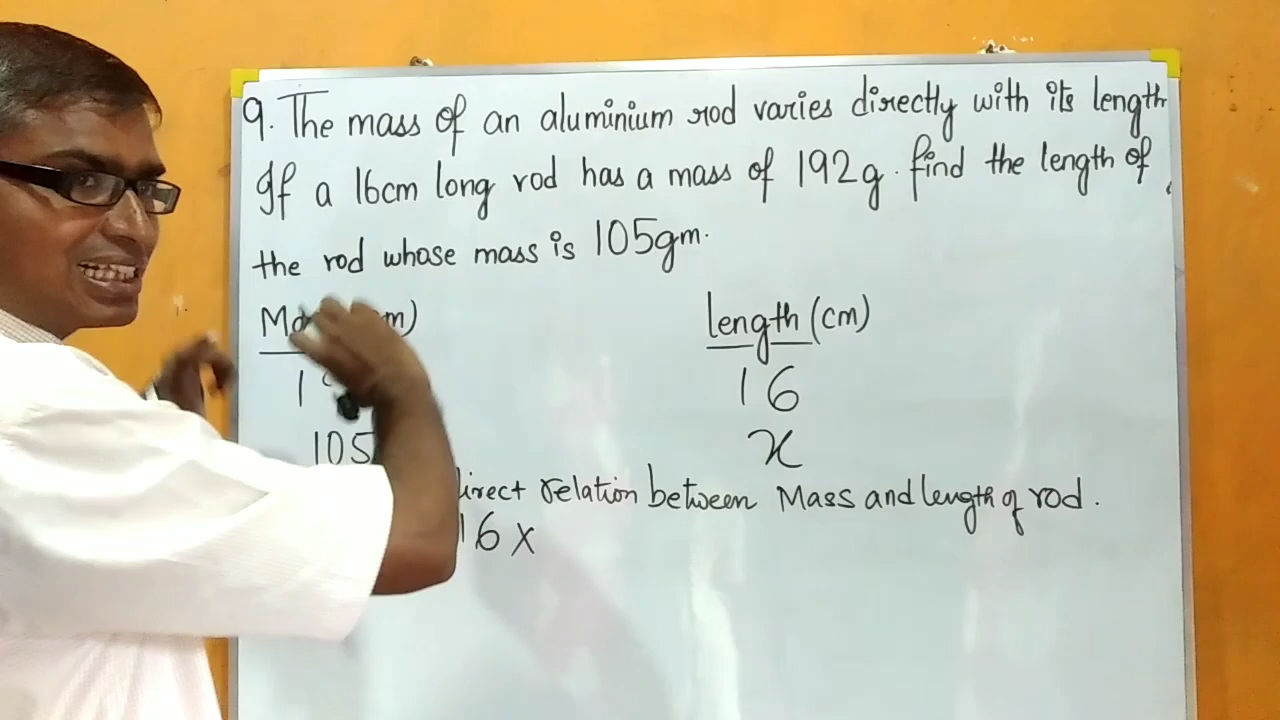 9. The mass of an aluminium rod varies directly with its length
If a 16cm long rod has a mass of 192g. find the length of
the rod whose mass is 105gm.
length (cm)
16
105 x
direct relation between Mass and length of rod.
16 x